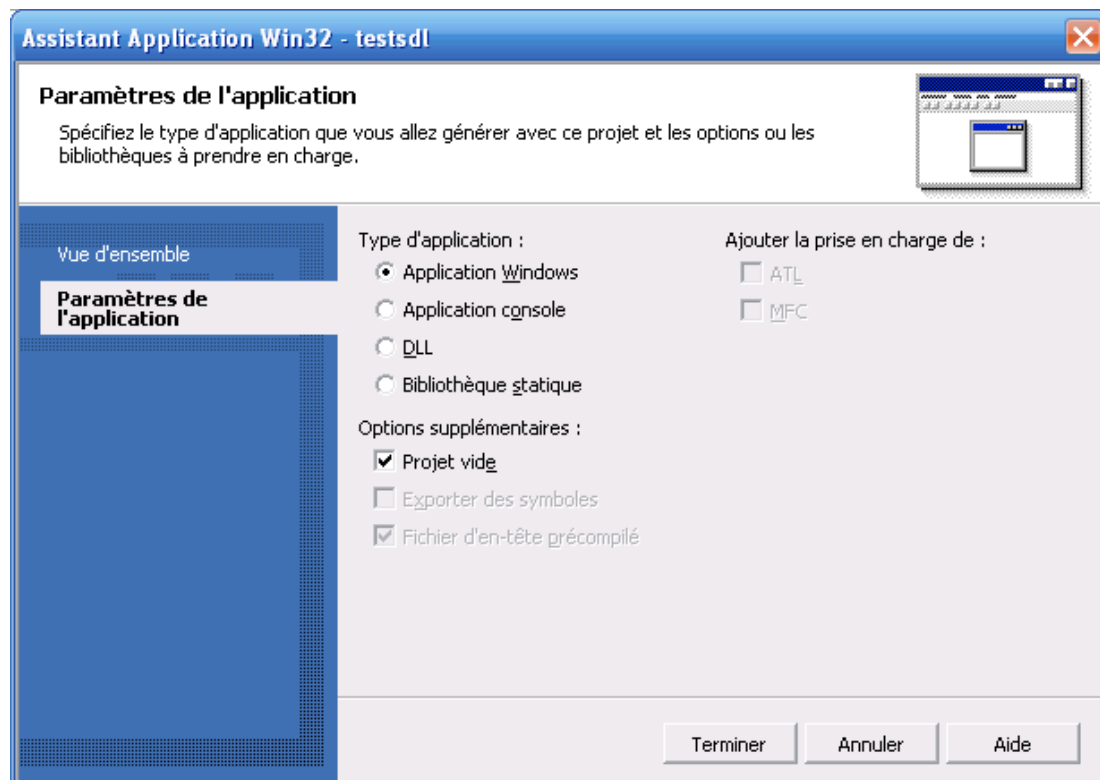 Assistant Application Win32 - testsdl
Paramètres de l'application
Spécifiez le type d'application que vous allez générer avec ce projet et les options ou les
bibliothèques à prendre en charge.
Vue d'ensemble
Paramètres de
l'application
Type d'application :
Application Windows
Application console
DLL
Bibliothèque statique
Options supplémentaires :
Projet vide
Exporter des symboles
Fichier d'en-tête précompilé
Ajouter la prise en charge de :
ATL
MFC
Terminer
Annuler
Aide